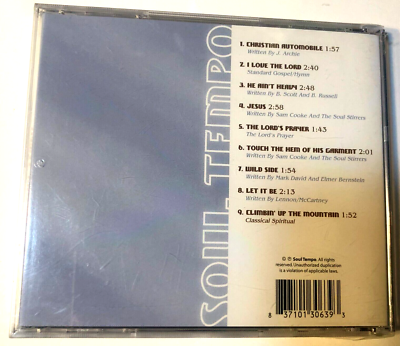 SOUL TEMPO
1. CHRISTIAN AUTOMOBILE 1:57
Written By J. Archie
2. I LOVE THE LORD 2:40
Standard Gospel/Hymn
3. HE AIN'T HEAVY 2:48
Written By B. Scott And B. Russell
4. JESUS 2:58
Written By Sam Cooke And The Soul Stirrers
5. THE LORD'S PRAYER 1:43
The Lord's Prayer
6. TOUCH THE HEM OF HIS GARMENT 2:01
Written By Sam Cooke And The Soul Stirrers
7. WILD SIDE 1:54
Written By Mark David And Elmer Bernstein
8. LET IT BE 2:13
Written By Lennon/McCartney
9. CLIMBIN' UP THE MOUNTAIN 1:52
Classical Spiritual
© ℗ Soul Tempo. All rights
reserved. Unauthorized duplication
is a violation of applicable laws.
8 37101 30639 3